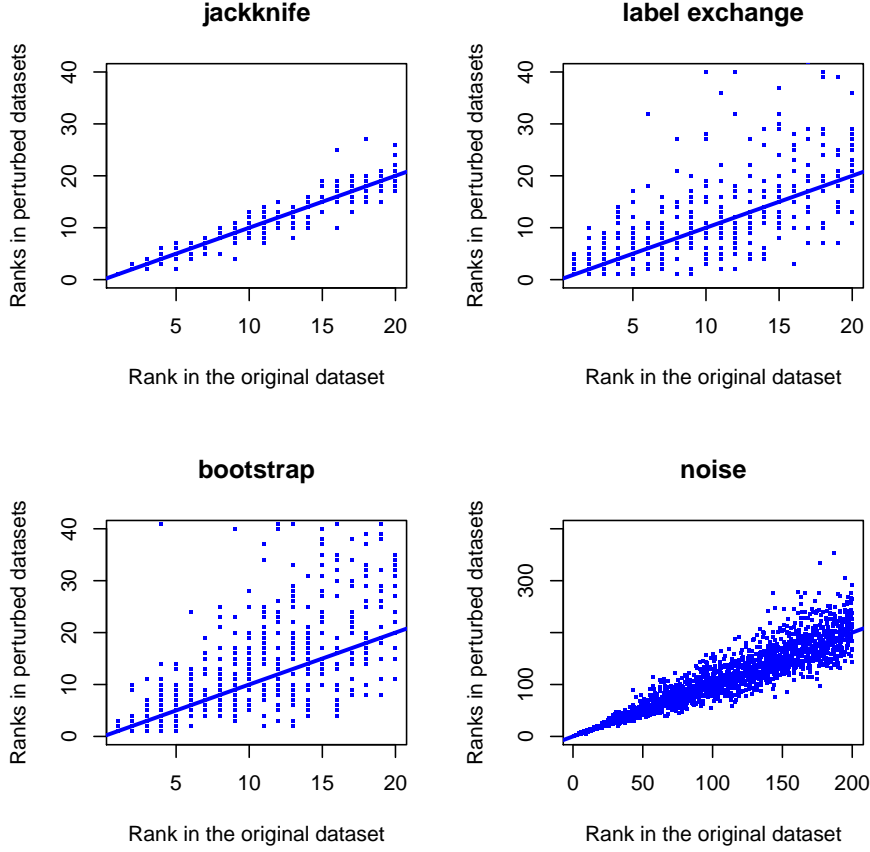 jackknife
Ranks in perturbed datasets
0 10 20 30 40
5 10 15 20
Rank in the original dataset
label exchange
Ranks in perturbed datasets
0 10 20 30 40
5 10 15 20
Rank in the original dataset
bootstrap
Ranks in perturbed datasets
0 10 20 30 40
5 10 15 20
Rank in the original dataset
noise
Ranks in perturbed datasets
0 100 300
0 50 100 150 200
Rank in the original dataset